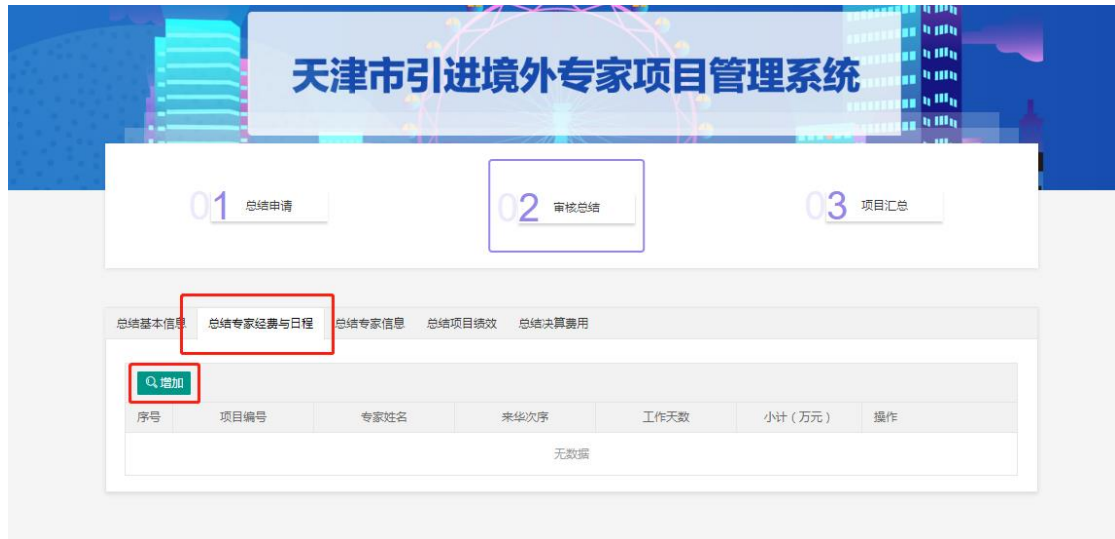 天津市引进境外专家项目管理系统
01 总结申请
02 审核总结
03 项目汇总
总结基本信息 总结专家经费与日程 总结专家信息 总结项目绩效 总结决算费用
增加
序号 项目编号 专家姓名 来华次序 工作天数 小计（万元） 操作
无数据